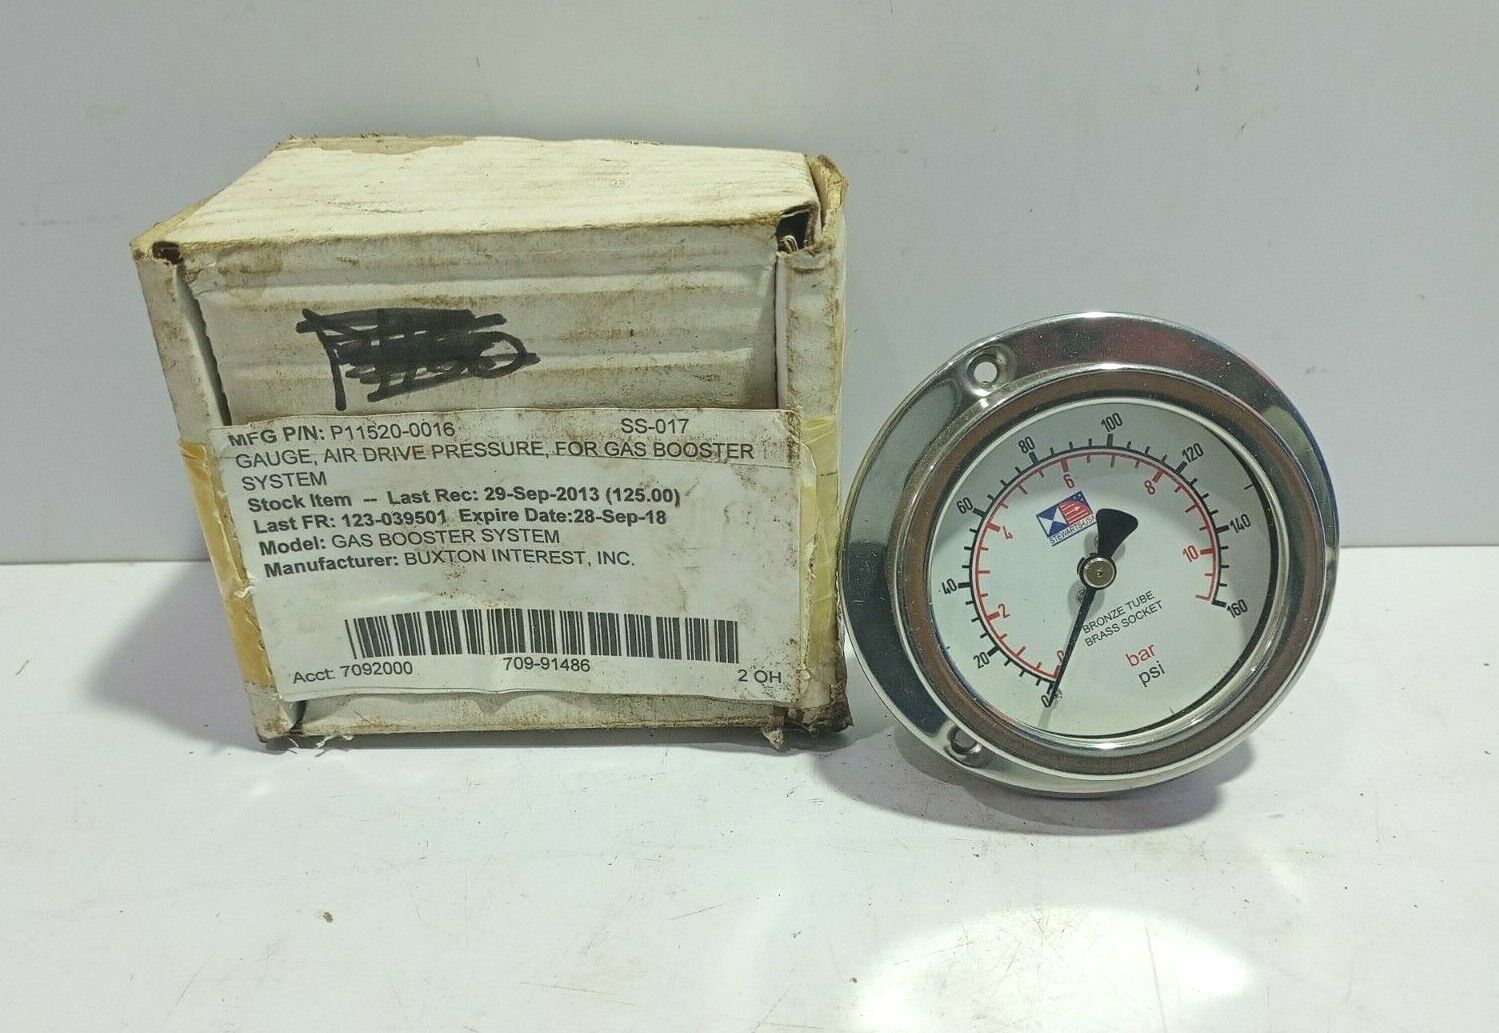 MFG P/N: P11520-0016 SS-017
GAUGE, AIR DRIVE PRESSURE, FOR GAS BOOSTER
SYSTEM
Stock Item -- Last Rec: 29-Sep-2013 (125.00)
Last FR: 123-039501 Expire Date:28-Sep-18
Model: GAS BOOSTER SYSTEM
Manufacturer: BUXTON INTEREST, INC.
Acct: 7092000 709-91486 2 OH
0 20 40 60 80 100 120 140 160
0 2 4 6 8 10
BRONZE TUBE
BRASS SOCKET
bar
psi